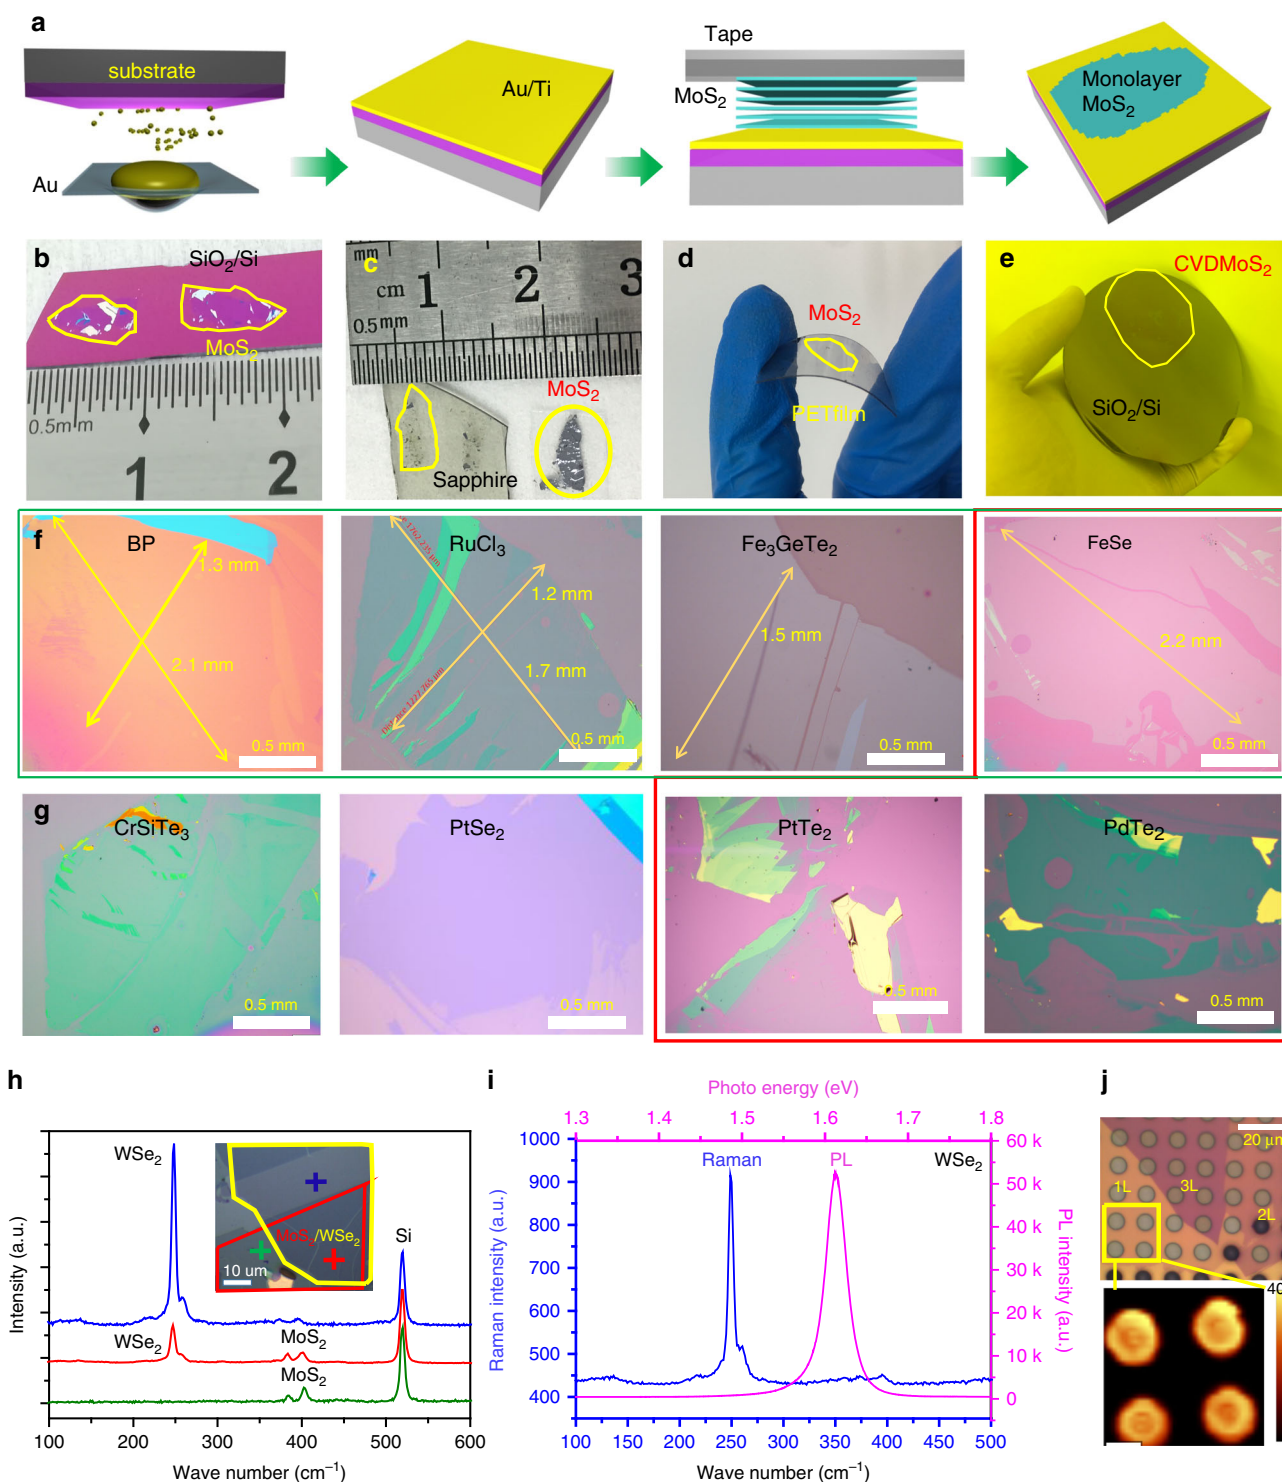 a
substrate
Au
Au/Ti
Tape
MoS2
Monolayer
MoS2
b
SiO2/Si
MoS2
0.5mm
1
2
c
mm
cm
1
2
3
0.5mm
MoS2
Sapphire
d
MoS2
PETfilm
e
CVDMoS2
SiO2/Si
f
BP
1.3 mm
2.1 mm
0.5 mm
RuCl3
1.2 mm
1.7 mm
0.5 mm
Fe3GeTe2
1.5 mm
0.5 mm
FeSe
2.2 mm
0.5 mm
g
CrSiTe3
0.5 mm
PtSe2
PtTe2
0.5 mm
PdTe2
0.5 mm
h
Intensity (a.u.)
WSe2
WSe2
MoS2
MoS2
Si
MoS2/WSe2
10 um
100 200 300 400 500 600
Wave number (cm−1)
i
Photo energy (eV)
1.3 1.4 1.5 1.6 1.7 1.8
Raman intensity (a.u.)
1000
900
800
700
600
500
400
Raman
PL
WSe2
60 k
50 k
40 k
30 k
20 k
10 k
0
PL intensity (a.u.)
100 150 200 250 300 350 400 450 500
Wave number (cm−1)
j
20 µm
1L
3L
2L